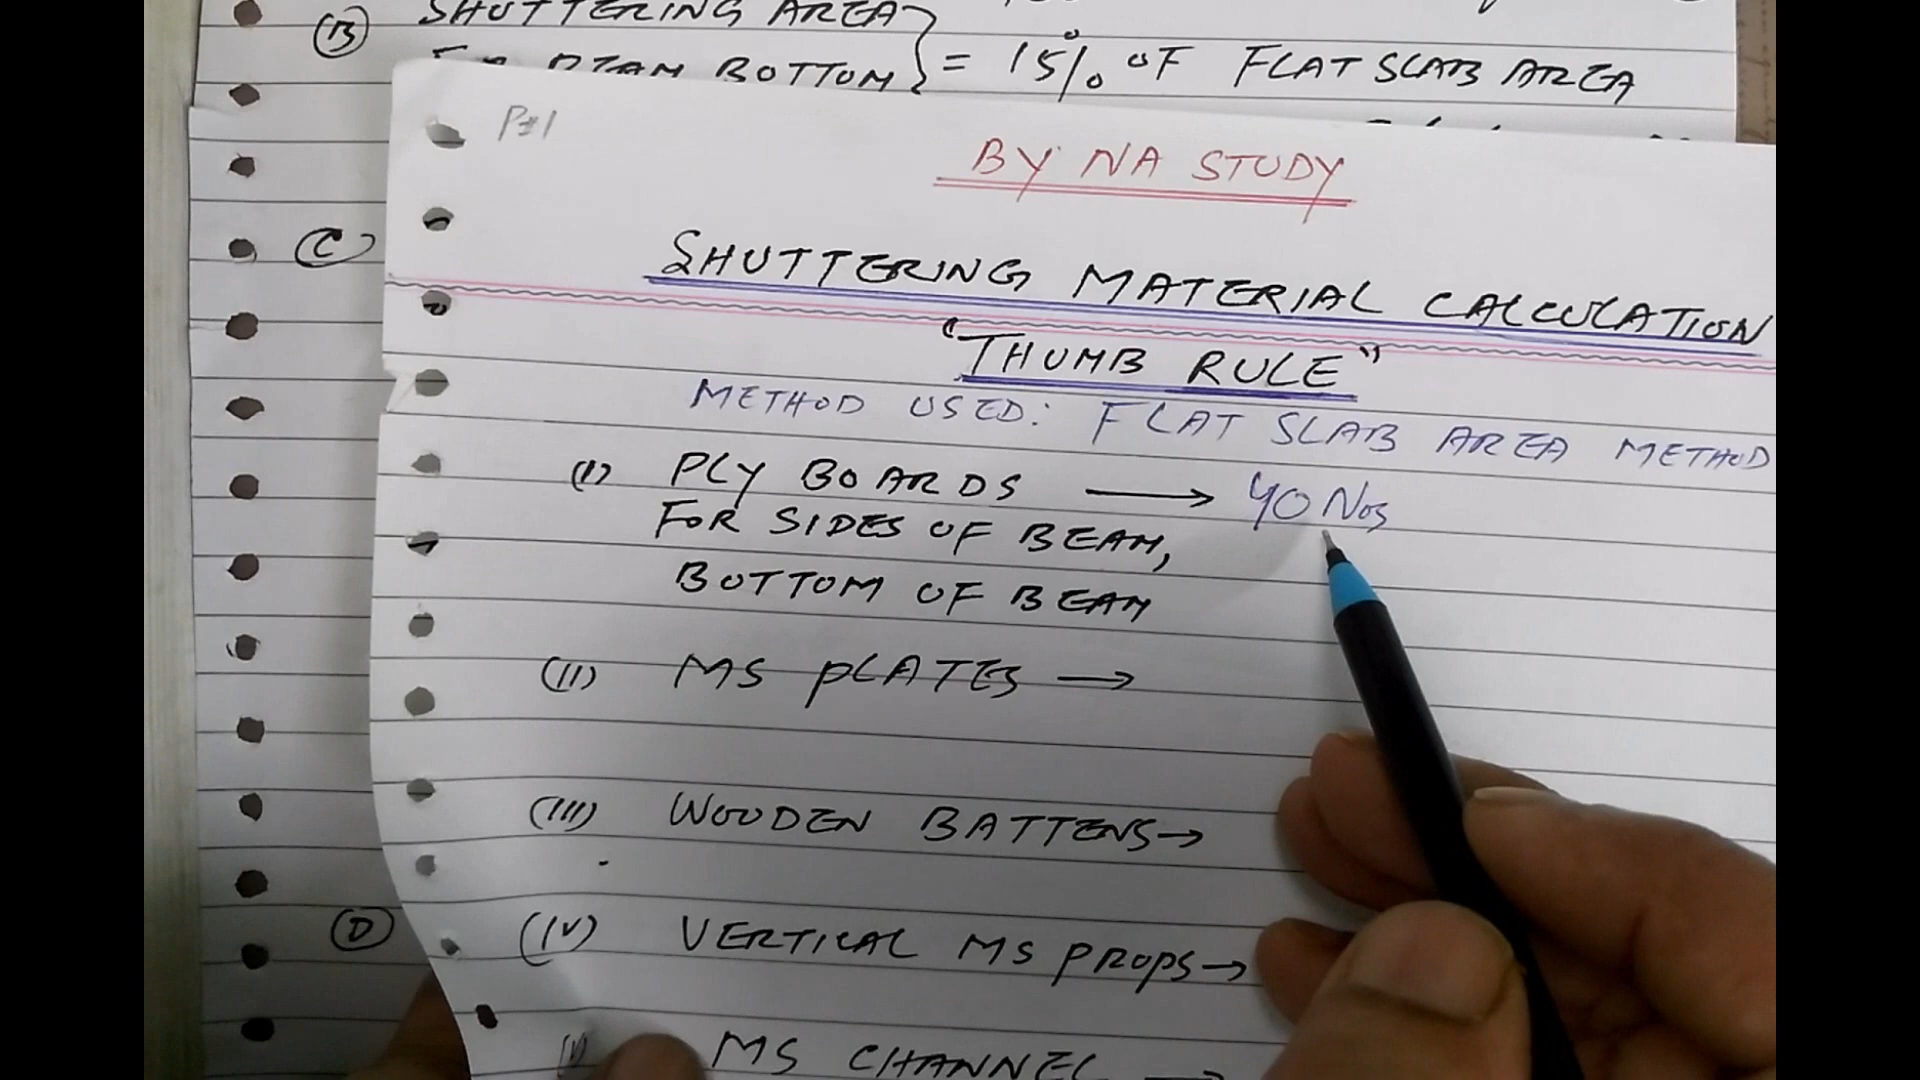 (B) SHUTTERING AREA
BEAM BOTTOM } = 15% OF FLAT SLAB AREA
P#1
BY NA STUDY
(C)
SHUTTERING MATERIAL CALCULATION
"THUMB RULE"
METHOD USED: FLAT SLAB AREA METHOD
(I) PLY BOARDS → 40 Nos
FOR SIDES OF BEAM,
BOTTOM OF BEAM
(II) MS PLATES →
(III) WOODEN BATTENS →
(D)
(IV) VERTICAL MS PROPS →
(V) MS CHANNEL →